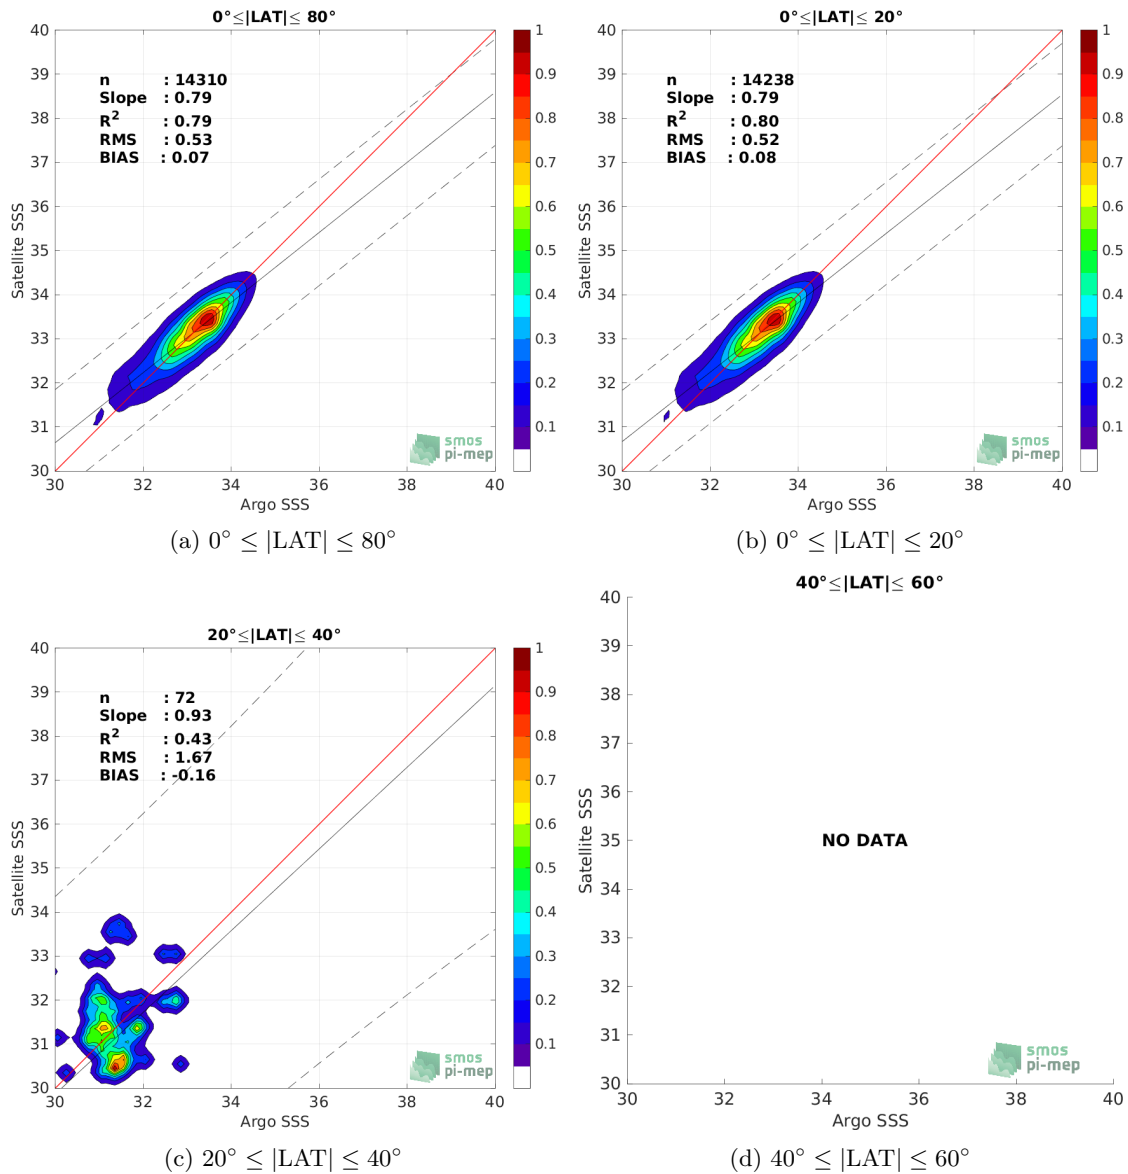 0°≤|LAT|≤ 80°
n : 14310
Slope : 0.79
R² : 0.79
RMS : 0.53
BIAS : 0.07
40
39
38
37
36
35
34
33
32
31
30
Satellite SSS
30 32 34 36 38 40
Argo SSS
1
0.9
0.8
0.7
0.6
0.5
0.4
0.3
0.2
0.1
smos
pi-mep
(a) 0° ≤ |LAT| ≤ 80°
0°≤|LAT|≤ 20°
n : 14238
Slope : 0.79
R² : 0.80
RMS : 0.52
BIAS : 0.08
40
39
38
37
36
35
34
33
32
31
30
Satellite SSS
30 32 34 36 38 40
Argo SSS
1
0.9
0.8
0.7
0.6
0.5
0.4
0.3
0.2
0.1
smos
pi-mep
(b) 0° ≤ |LAT| ≤ 20°
20°≤|LAT|≤ 40°
n : 72
Slope : 0.93
R² : 0.43
RMS : 1.67
BIAS : -0.16
40
39
38
37
36
35
34
33
32
31
30
Satellite SSS
30 32 34 36 38 40
Argo SSS
1
0.9
0.8
0.7
0.6
0.5
0.4
0.3
0.2
0.1
smos
pi-mep
(c) 20° ≤ |LAT| ≤ 40°
40°≤|LAT|≤ 60°
40
39
38
37
36
35
34
33
32
31
30
Satellite SSS
NO DATA
30 32 34 36 38 40
Argo SSS
smos
pi-mep
(d) 40° ≤ |LAT| ≤ 60°